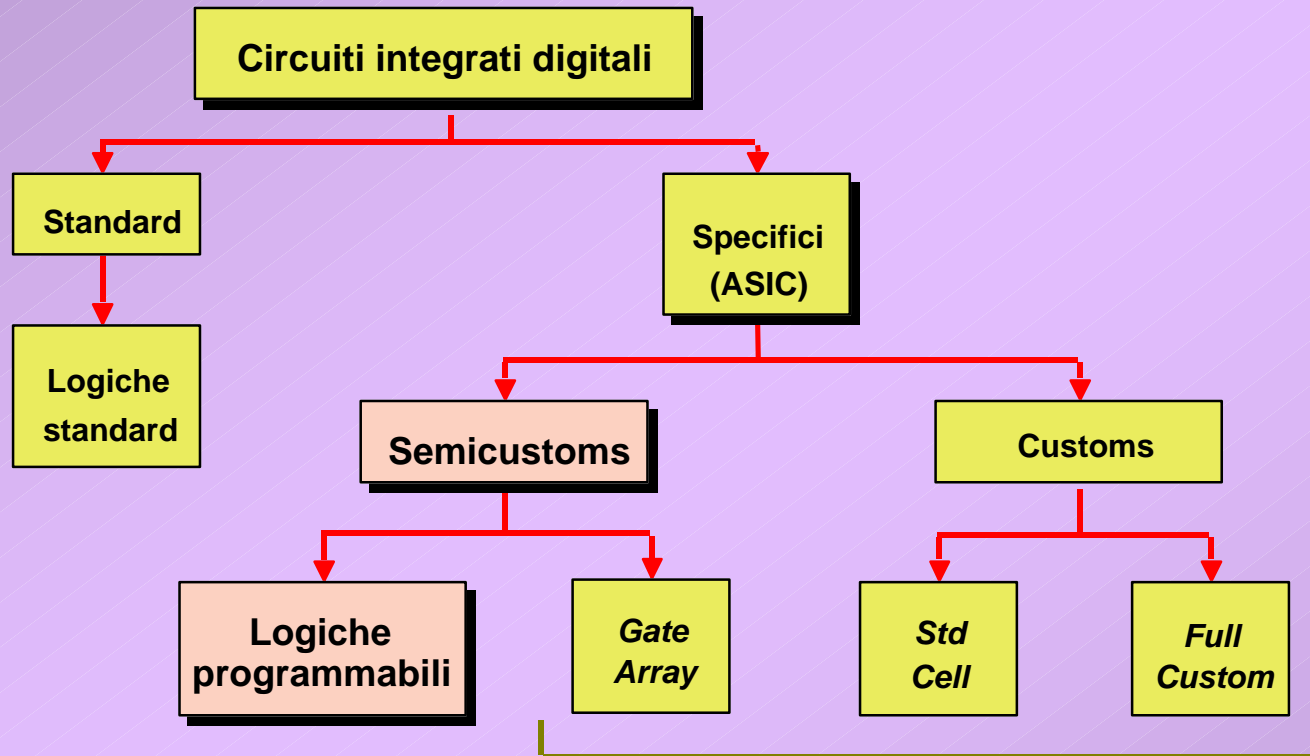 Circuiti integrati digitali
Standard
Specifici
(ASIC)
Logiche
standard
Semicustoms
Customs
Logiche
programmabili
Gate
Array
Std
Cell
Full
Custom